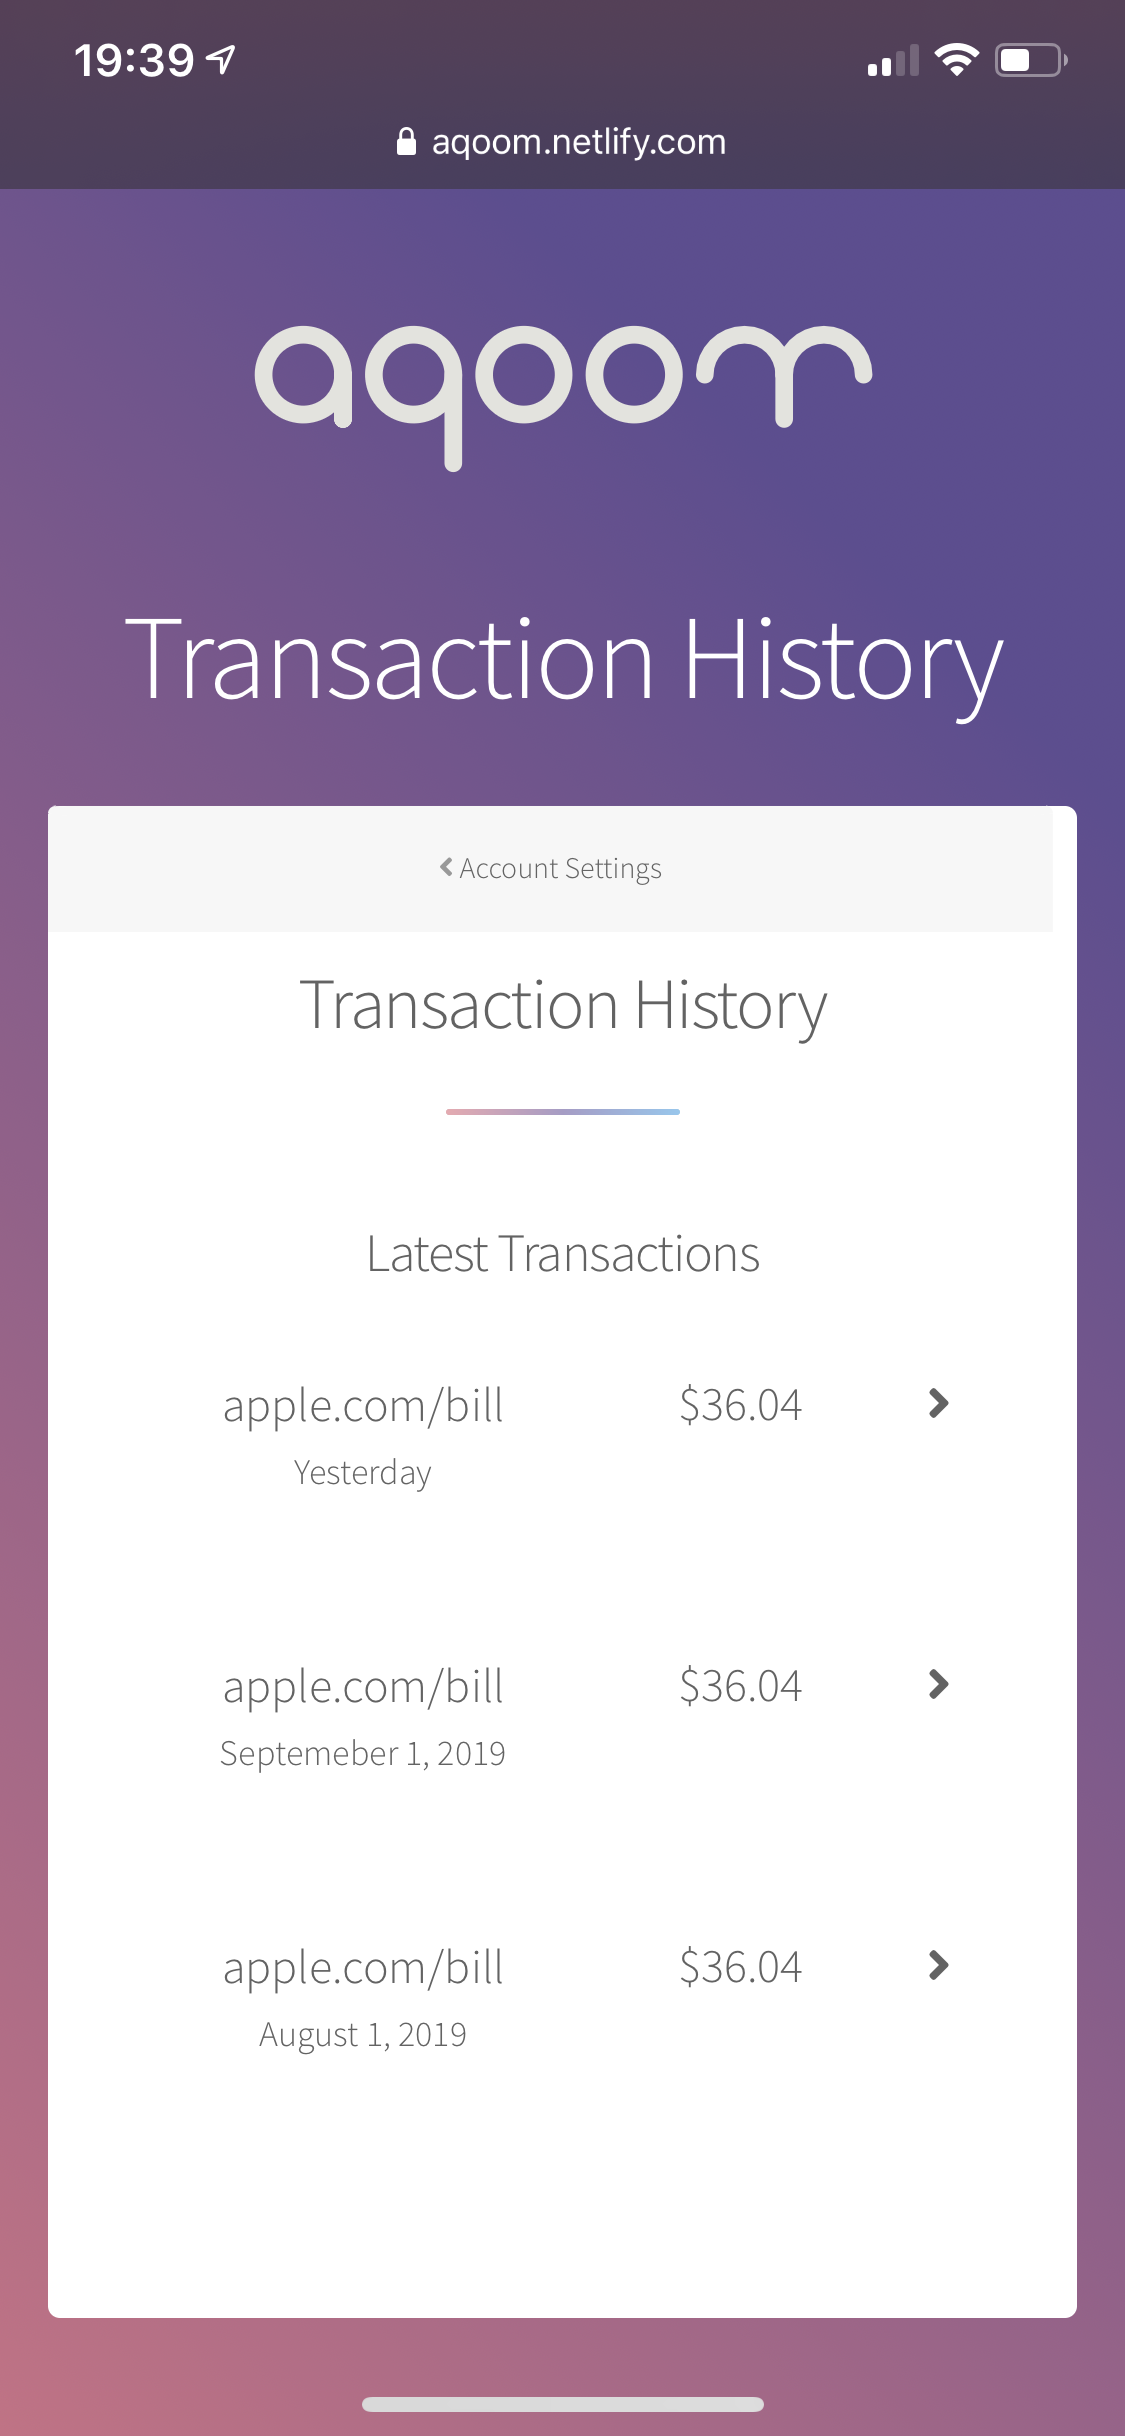 19:39
aqoom.netlify.com
aqoom
Transaction History
Account Settings
Transaction History
Latest Transactions
apple.com/bill $36.04
Yesterday
apple.com/bill $36.04
Septemeber 1, 2019
apple.com/bill $36.04
August 1, 2019